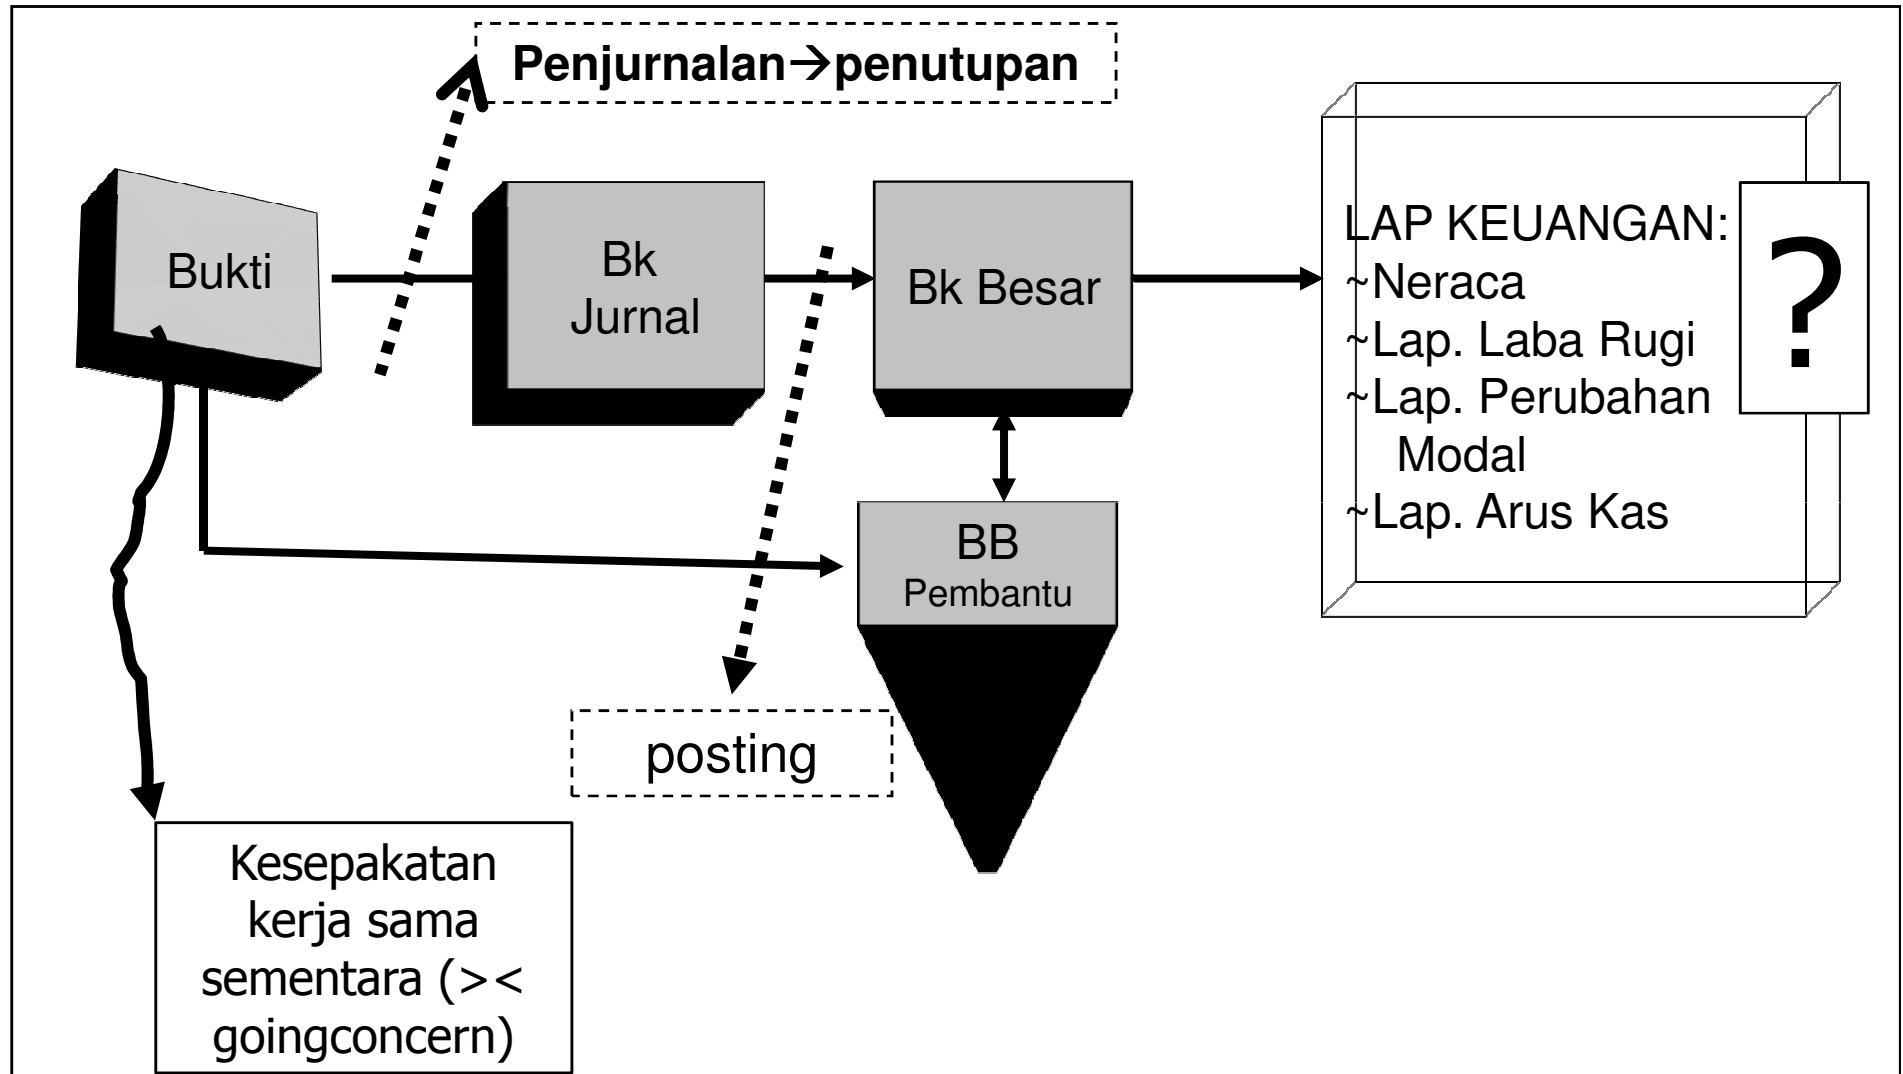 Penjurnalan→penutupan
Bukti
Bk
Jurnal
Bk Besar
LAP KEUANGAN:
~Neraca
~Lap. Laba Rugi
~Lap. Perubahan
Modal
~Lap. Arus Kas
?
BB
Pembantu
posting
Kesepakatan
kerja sama
sementara (><
goingconcern)